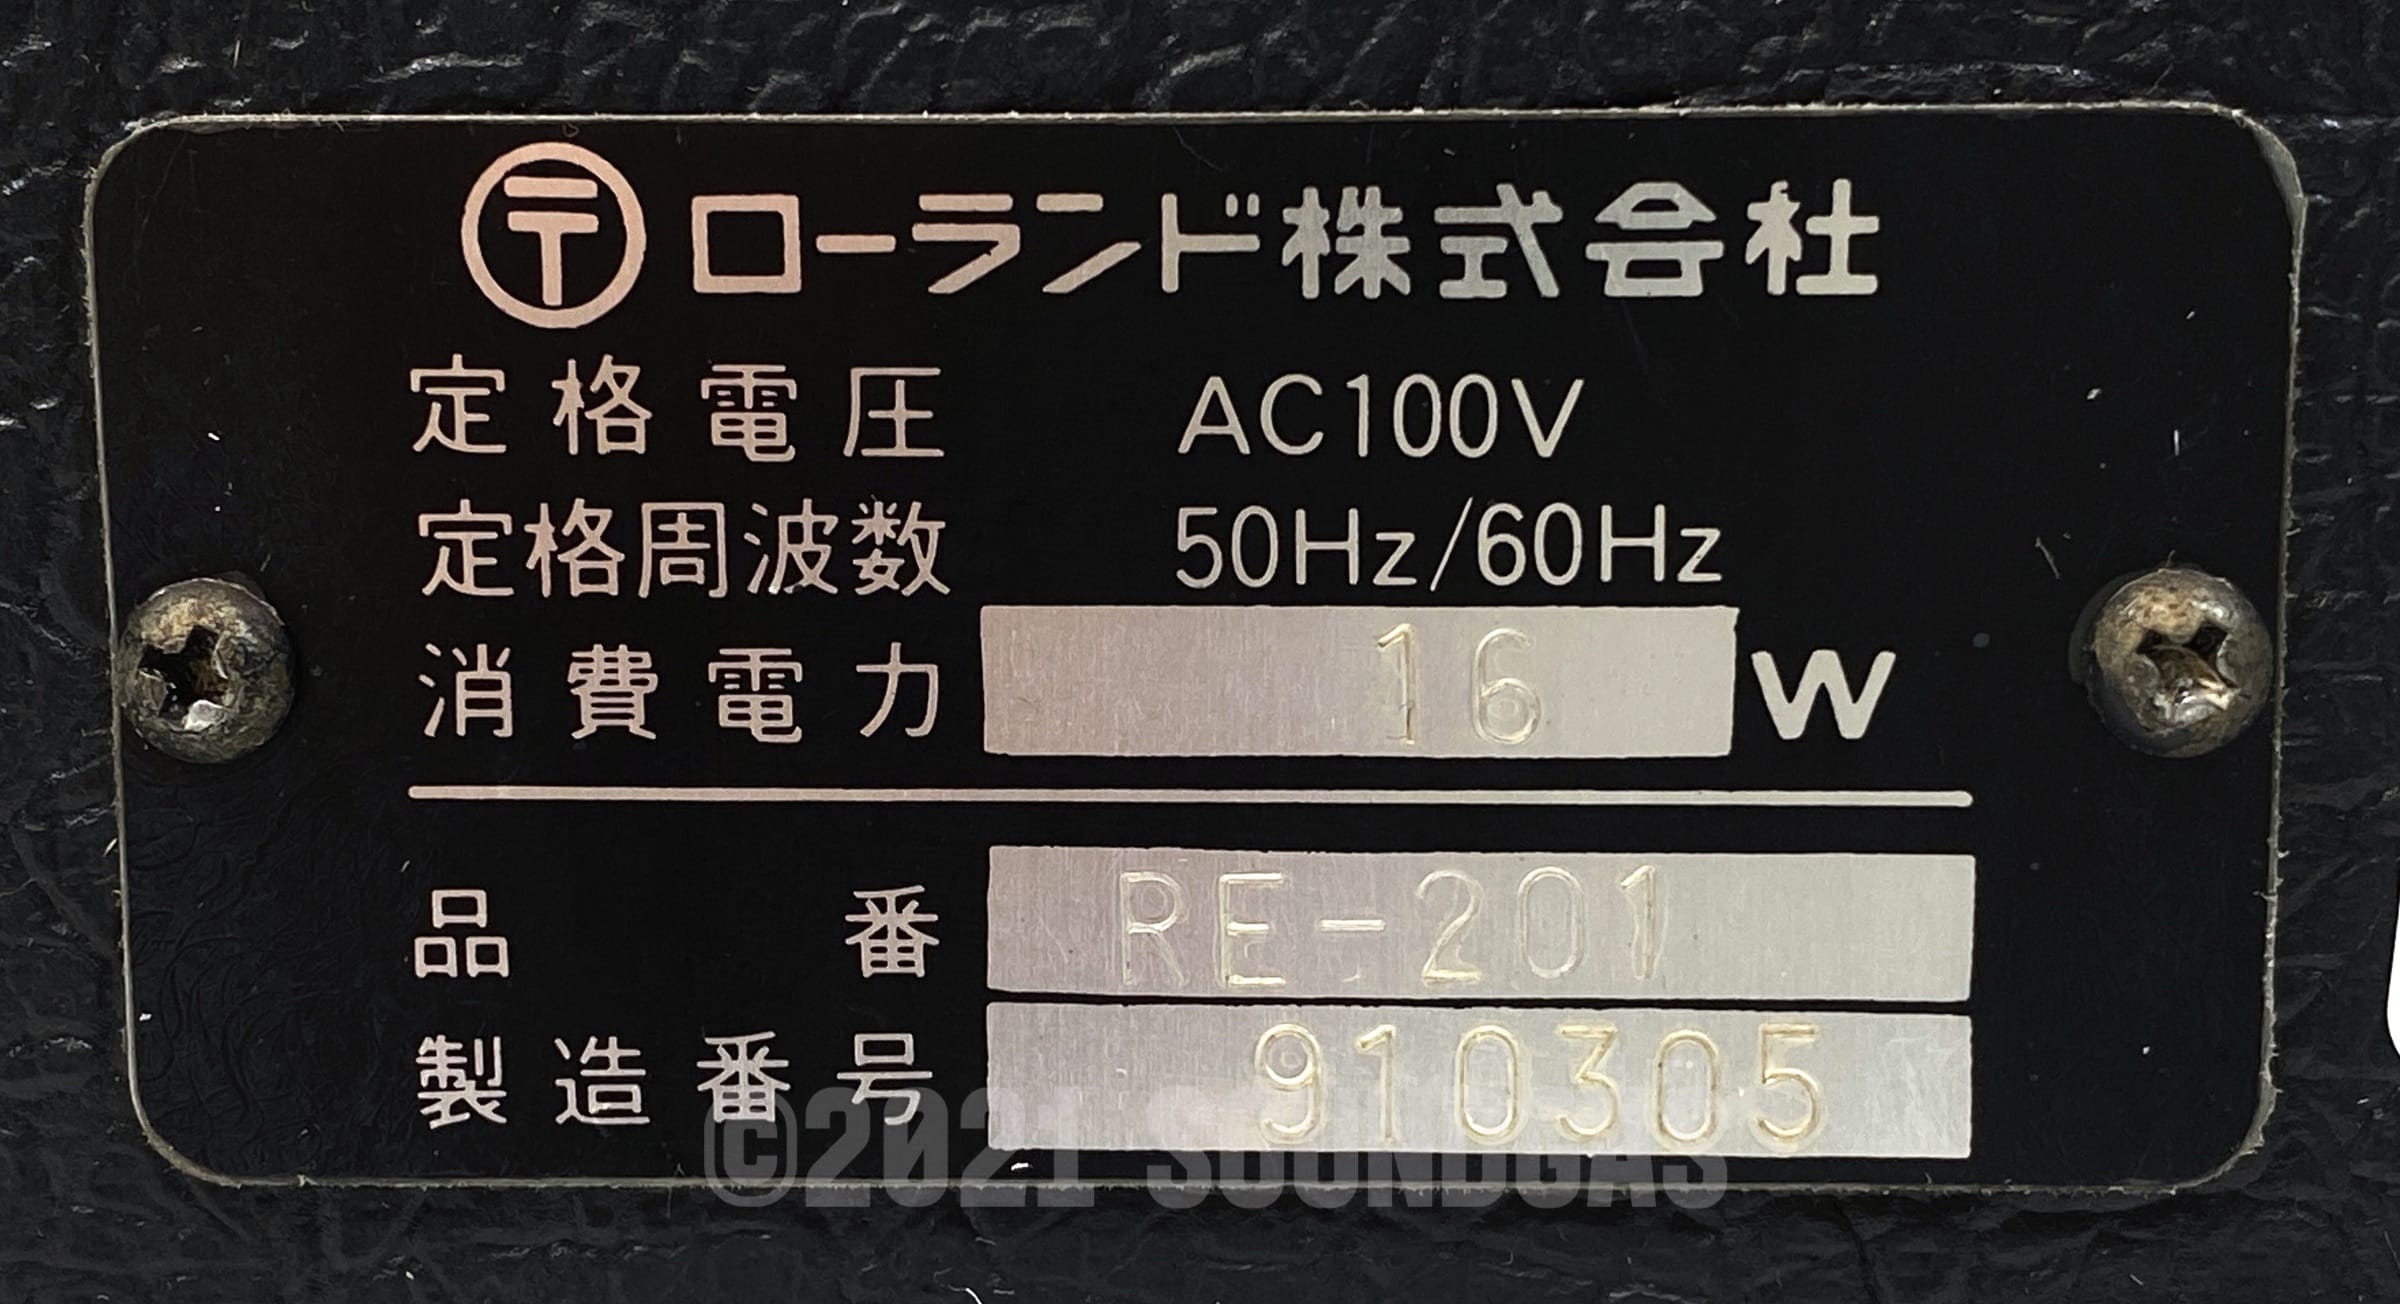 〒 ローランド株式会社
定格電圧 AC100V
定格周波数 50Hz/60Hz
消費電力 16 W
品番 RE-201
製造番号 910305
©2021 SOUNDGAS